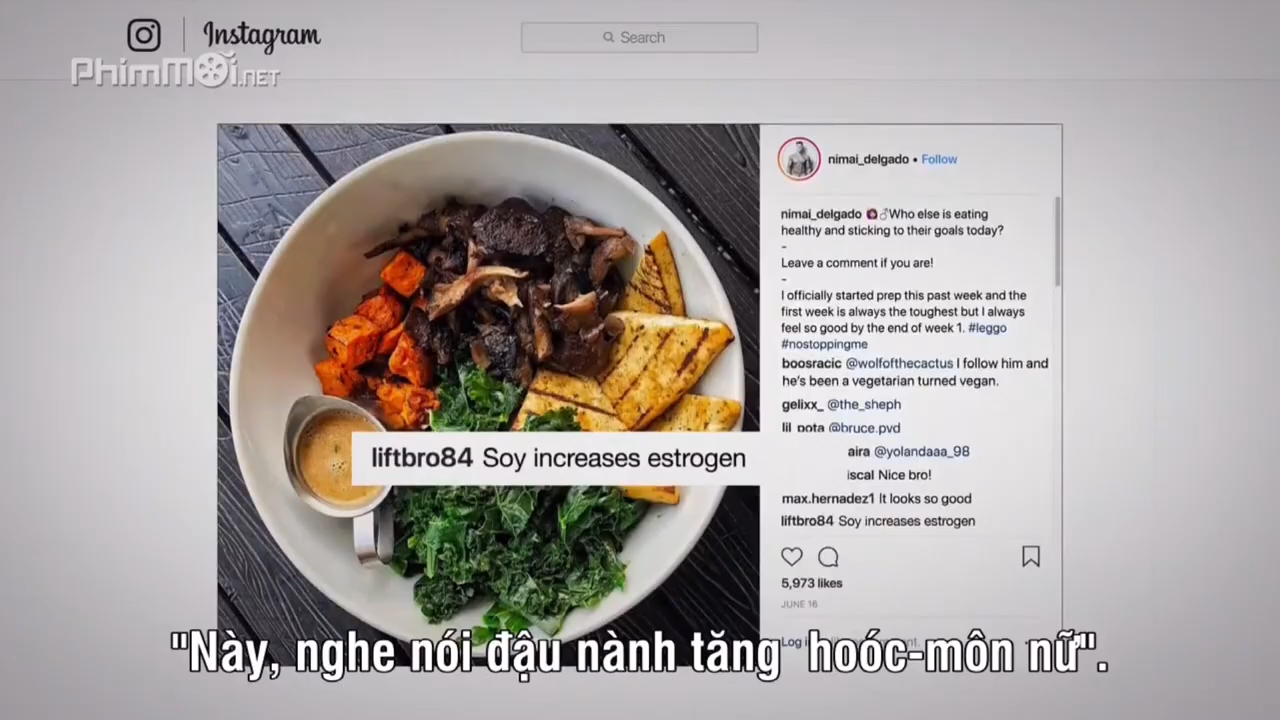 Instagram
Search
PhimMới.NET
nimai_delgado • Follow
nimai_delgado 🙋🏻♂Who else is eating
healthy and sticking to their goals today?
-
Leave a comment if you are!
-
I officially started prep this past week and the
first week is always the toughest but I always
feel so good by the end of week 1. #leggo
#nostoppingme
boosracic @wolfofthecactus I follow him and
he's been a vegetarian turned vegan.
gelixx_ @the_sheph
lil_pota @bruce.pvd
aira @yolandaaa_98
iscal Nice bro!
max.hernadez1 It looks so good
liftbro84 Soy increases estrogen
liftbro84 Soy increases estrogen
5,973 likes
JUNE 16
Log i
"Này, nghe nói đậu nành tăng hoóc-môn nữ".